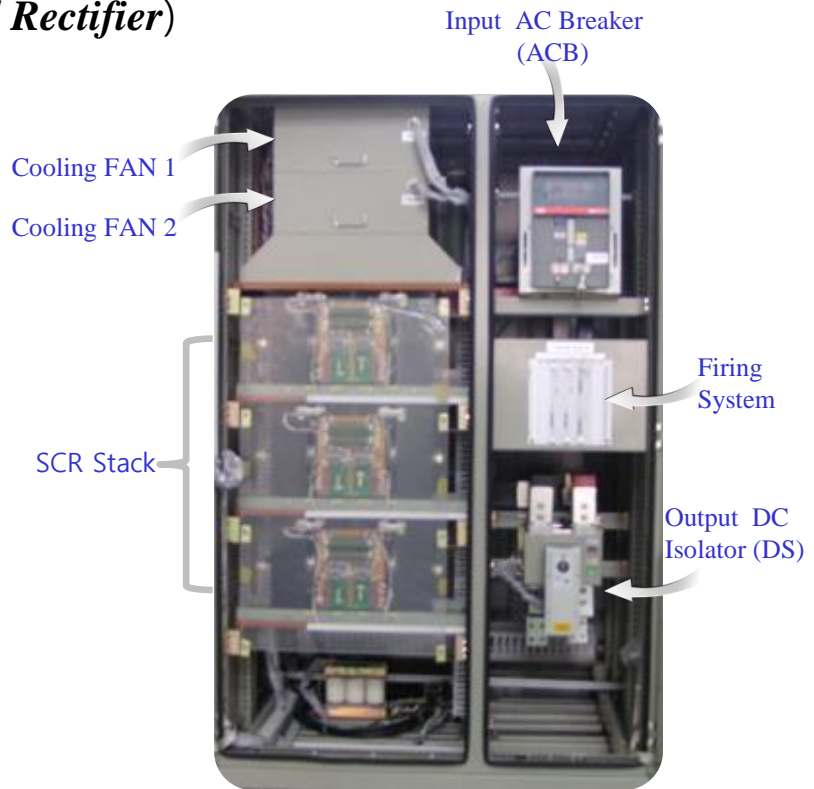 Rectifier)
Input AC Breaker
(ACB)
Cooling FAN 1
Cooling FAN 2
Firing
System
SCR Stack
Output DC
Isolator (DS)